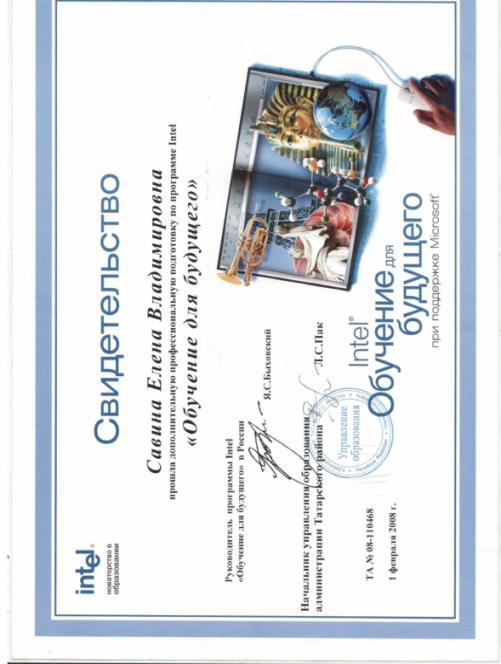 intel®
новаторство в
образовании
Свидетельство
Савина Елена Владимировна
прошла дополнительную профессиональную подготовку по программе Intel
«Обучение для будущего»
Руководитель программы Intel
«Обучение для будущего» в России
Я.С.Быховский
Начальник управления образования
администрации Татарского района
Л.С.Пак
Управление
образования
ТА № 08-110468
1 февраля 2008 г.
Intel®
Обучение для
будущего
при поддержке Microsoft®